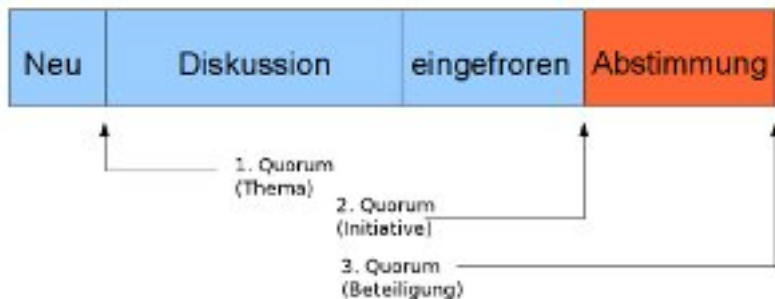 Neu Diskussion eingefroren Abstimmung
1. Quorum
(Thema)
2. Quorum
(Initiative)
3. Quorum
(Beteiligung)